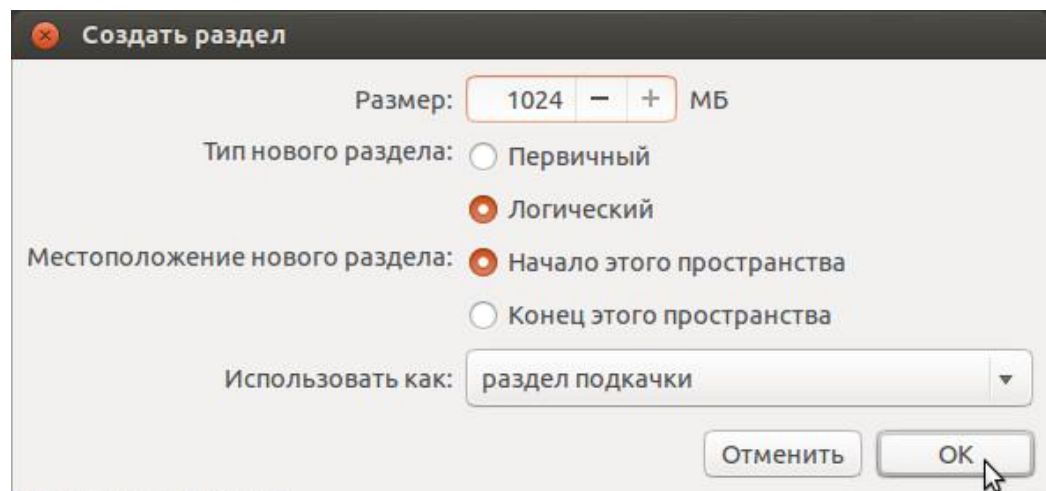 Создать раздел
Размер: 1024 − + МБ
Тип нового раздела: Первичный
Логический
Местоположение нового раздела: Начало этого пространства
Конец этого пространства
Использовать как: раздел подкачки
Отменить OK